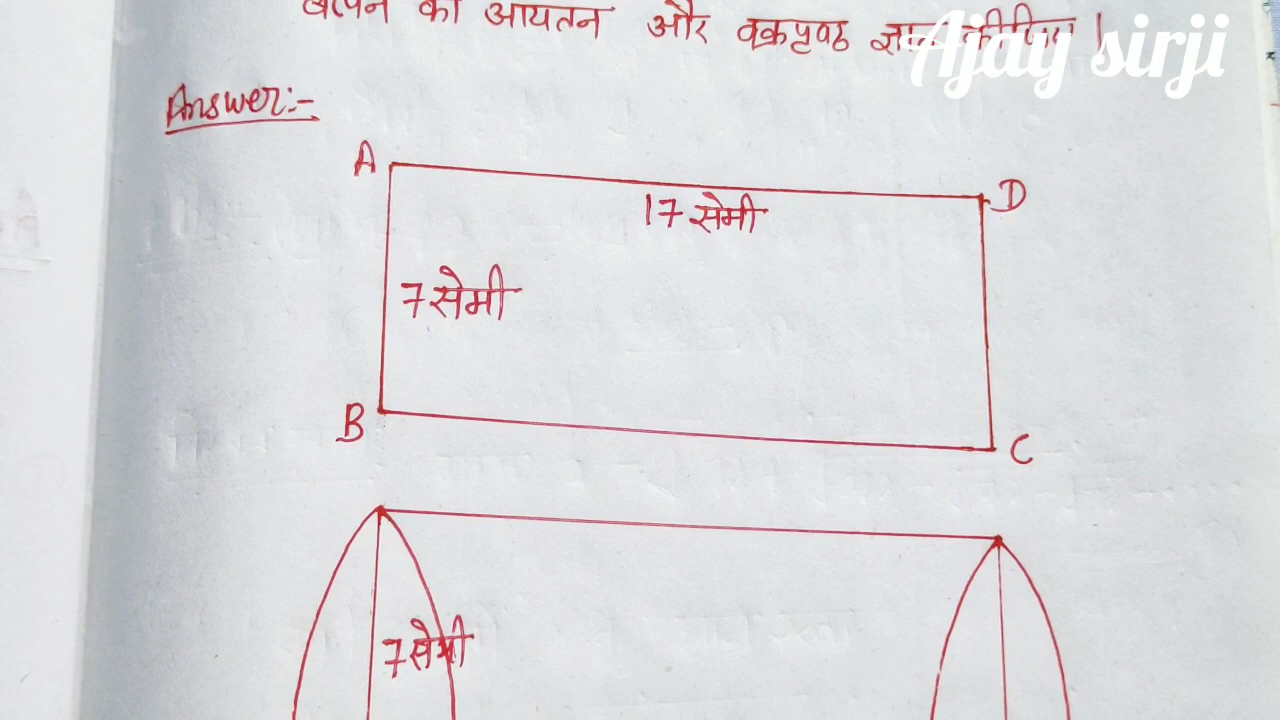 बेलन का आयतन और वक्रपृष्ठ ज्ञात कीजिए।
Ajay sirji
Answer:-
A
D
17 सेमी
7 सेमी
B
C
7 सेमी